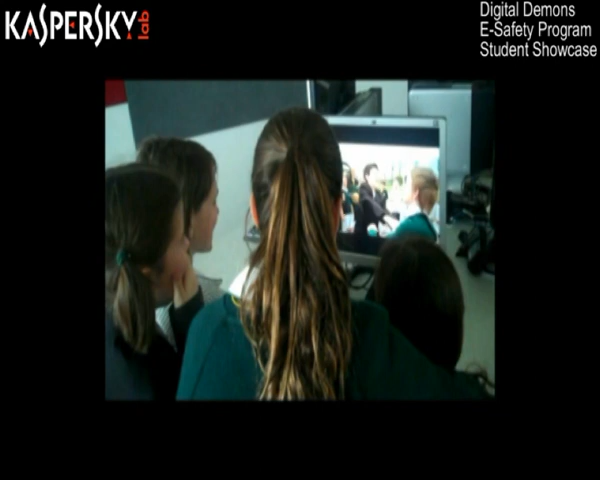 KASPERSKY lab
Digital Demons
E-Safety Program
Student Showcase